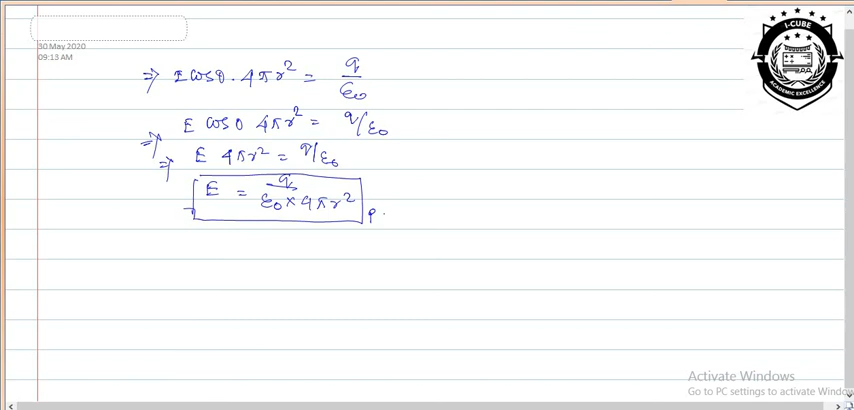 30 May 2020
09:13 AM
I-CUBE
ACADEMIC EXCELLENCE
⇒ E cos θ · 4πr² = q/ε₀
⇒ E cos 0 4πr² = q/ε₀
⇒ E 4πr² = q/ε₀
E = q/(ε₀ × 4πr²)
Activate Windows
Go to PC settings to activate Window